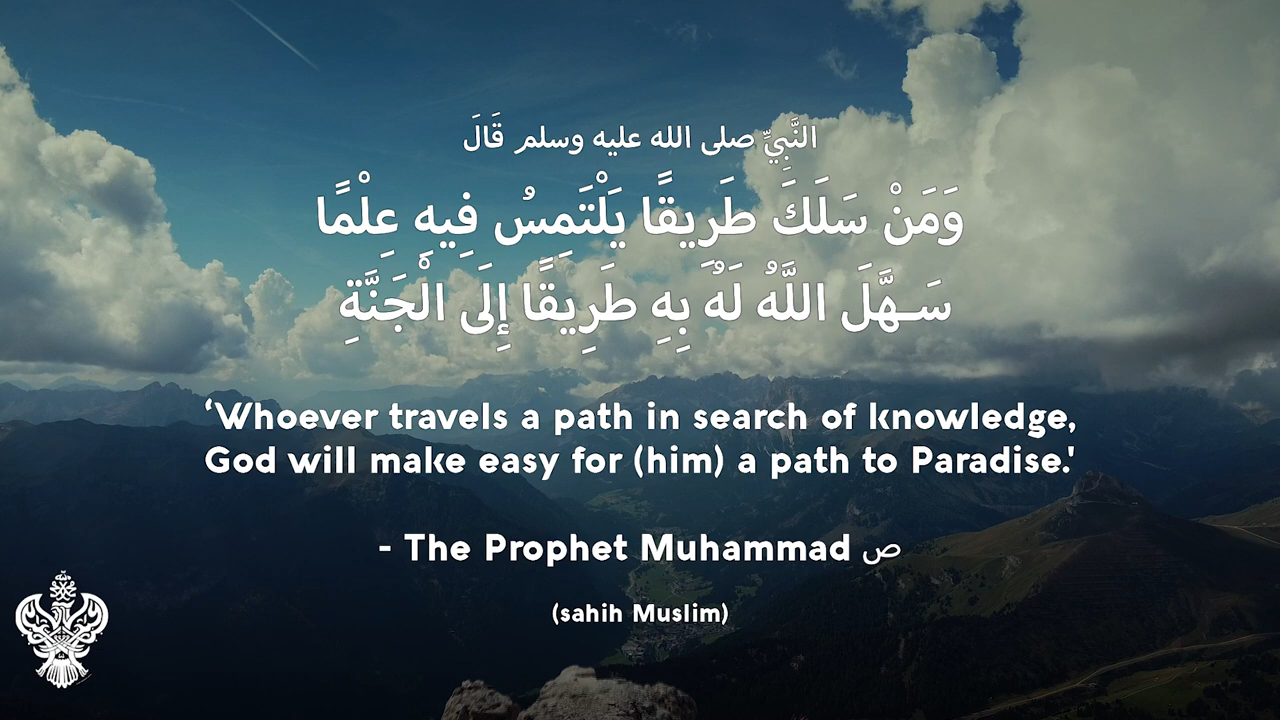 النَّبِيِّ صلى الله عليه وسلم قَالَ
وَمَنْ سَلَكَ طَرِيقًا يَلْتَمِسُ فِيهِ عِلْمًا
سَـهَّلَ اللَّهُ لَهُ بِهِ طَرِيقًا إِلَى الْجَنَّةِ
‘Whoever travels a path in search of knowledge,
God will make easy for (him) a path to Paradise.'
- The Prophet Muhammad ص
(sahih Muslim)